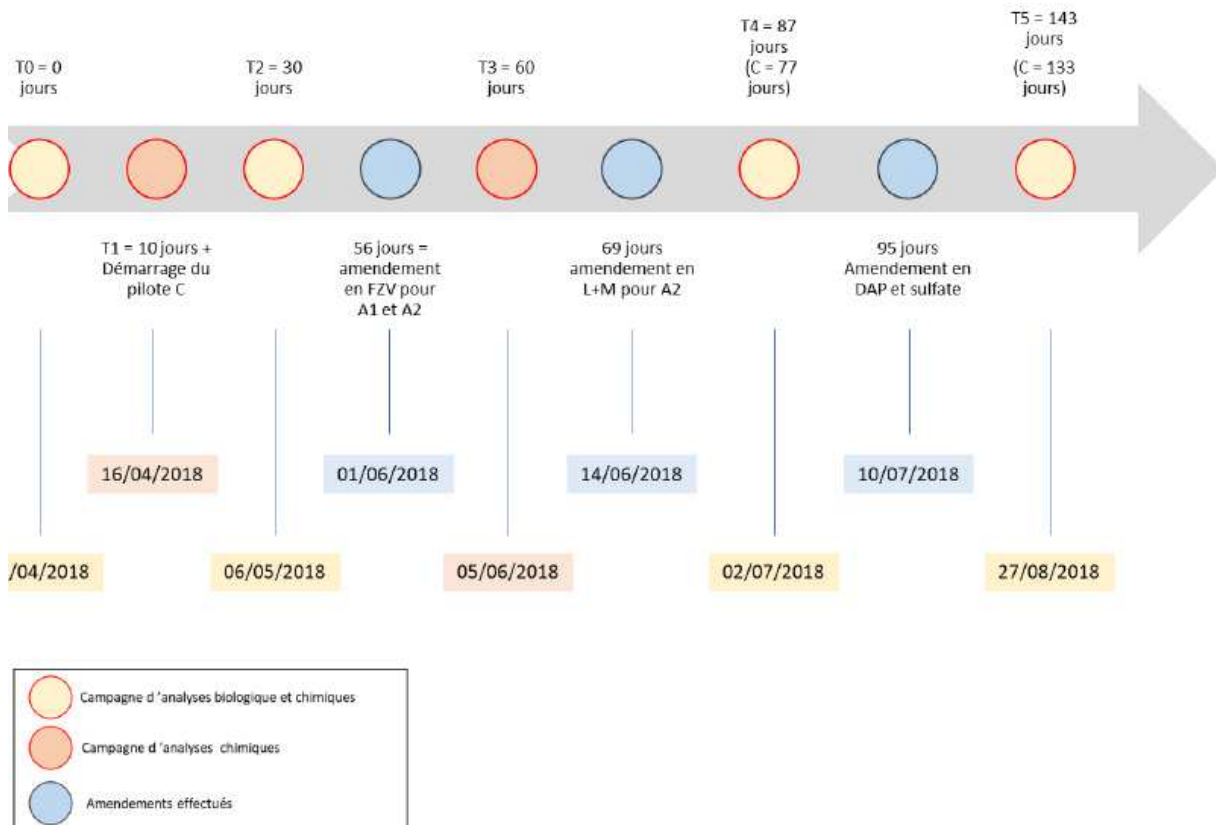 T0 = 0
jours
T2 = 30
jours
T3 = 60
jours
T4 = 87
jours
(C = 77
jours)
T5 = 143
jours
(C = 133
jours)
T1 = 10 jours +
Démarrage du
pilote C
56 jours =
amendement
en FZV pour
A1 et A2
69 jours
amendement en
L+M pour A2
95 jours
Amendement en
DAP et sulfate
16/04/2018
01/06/2018
14/06/2018
10/07/2018
/04/2018
06/05/2018
05/06/2018
02/07/2018
27/08/2018
Campagne d 'analyses biologique et chimiques
Campagne d 'analyses chimiques
Amendements effectués